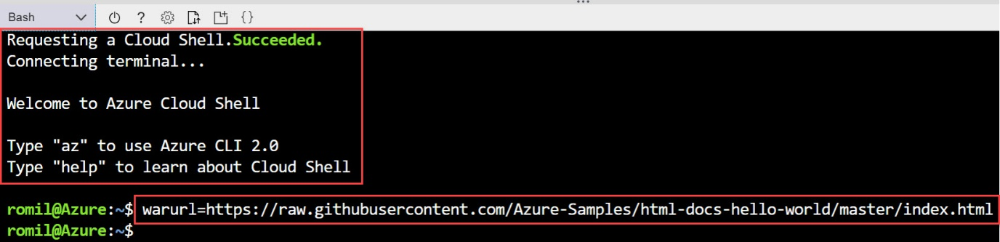 Bash
?
{}
Requesting a Cloud Shell.Succeeded.
Connecting terminal...
Welcome to Azure Cloud Shell
Type "az" to use Azure CLI 2.0
Type "help" to learn about Cloud Shell
romil@Azure:~$ warurl=https://raw.githubusercontent.com/Azure-Samples/html-docs-hello-world/master/index.html
romil@Azure:~$